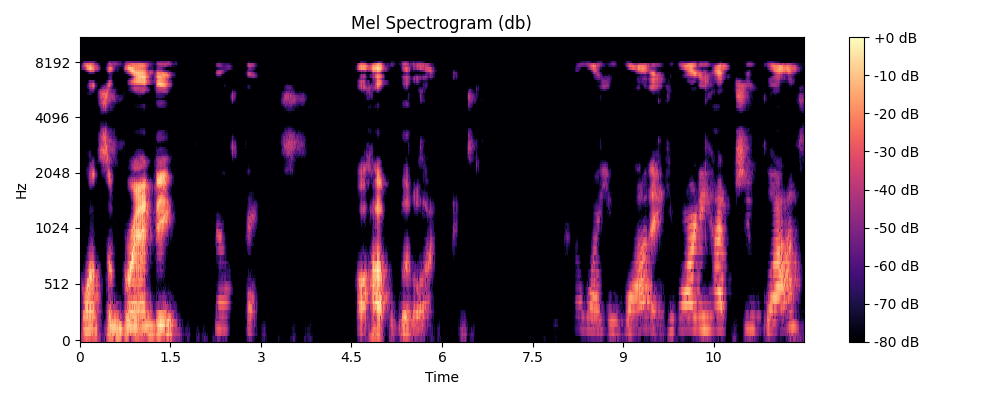 Mel Spectrogram (db)
+0 dB
8192
-10 dB
4096
-20 dB
-30 dB
Hz
2048
-40 dB
1024
-50 dB
-60 dB
512
-70 dB
0
-80 dB
0 1.5 3 4.5 6 7.5 9 10
Time